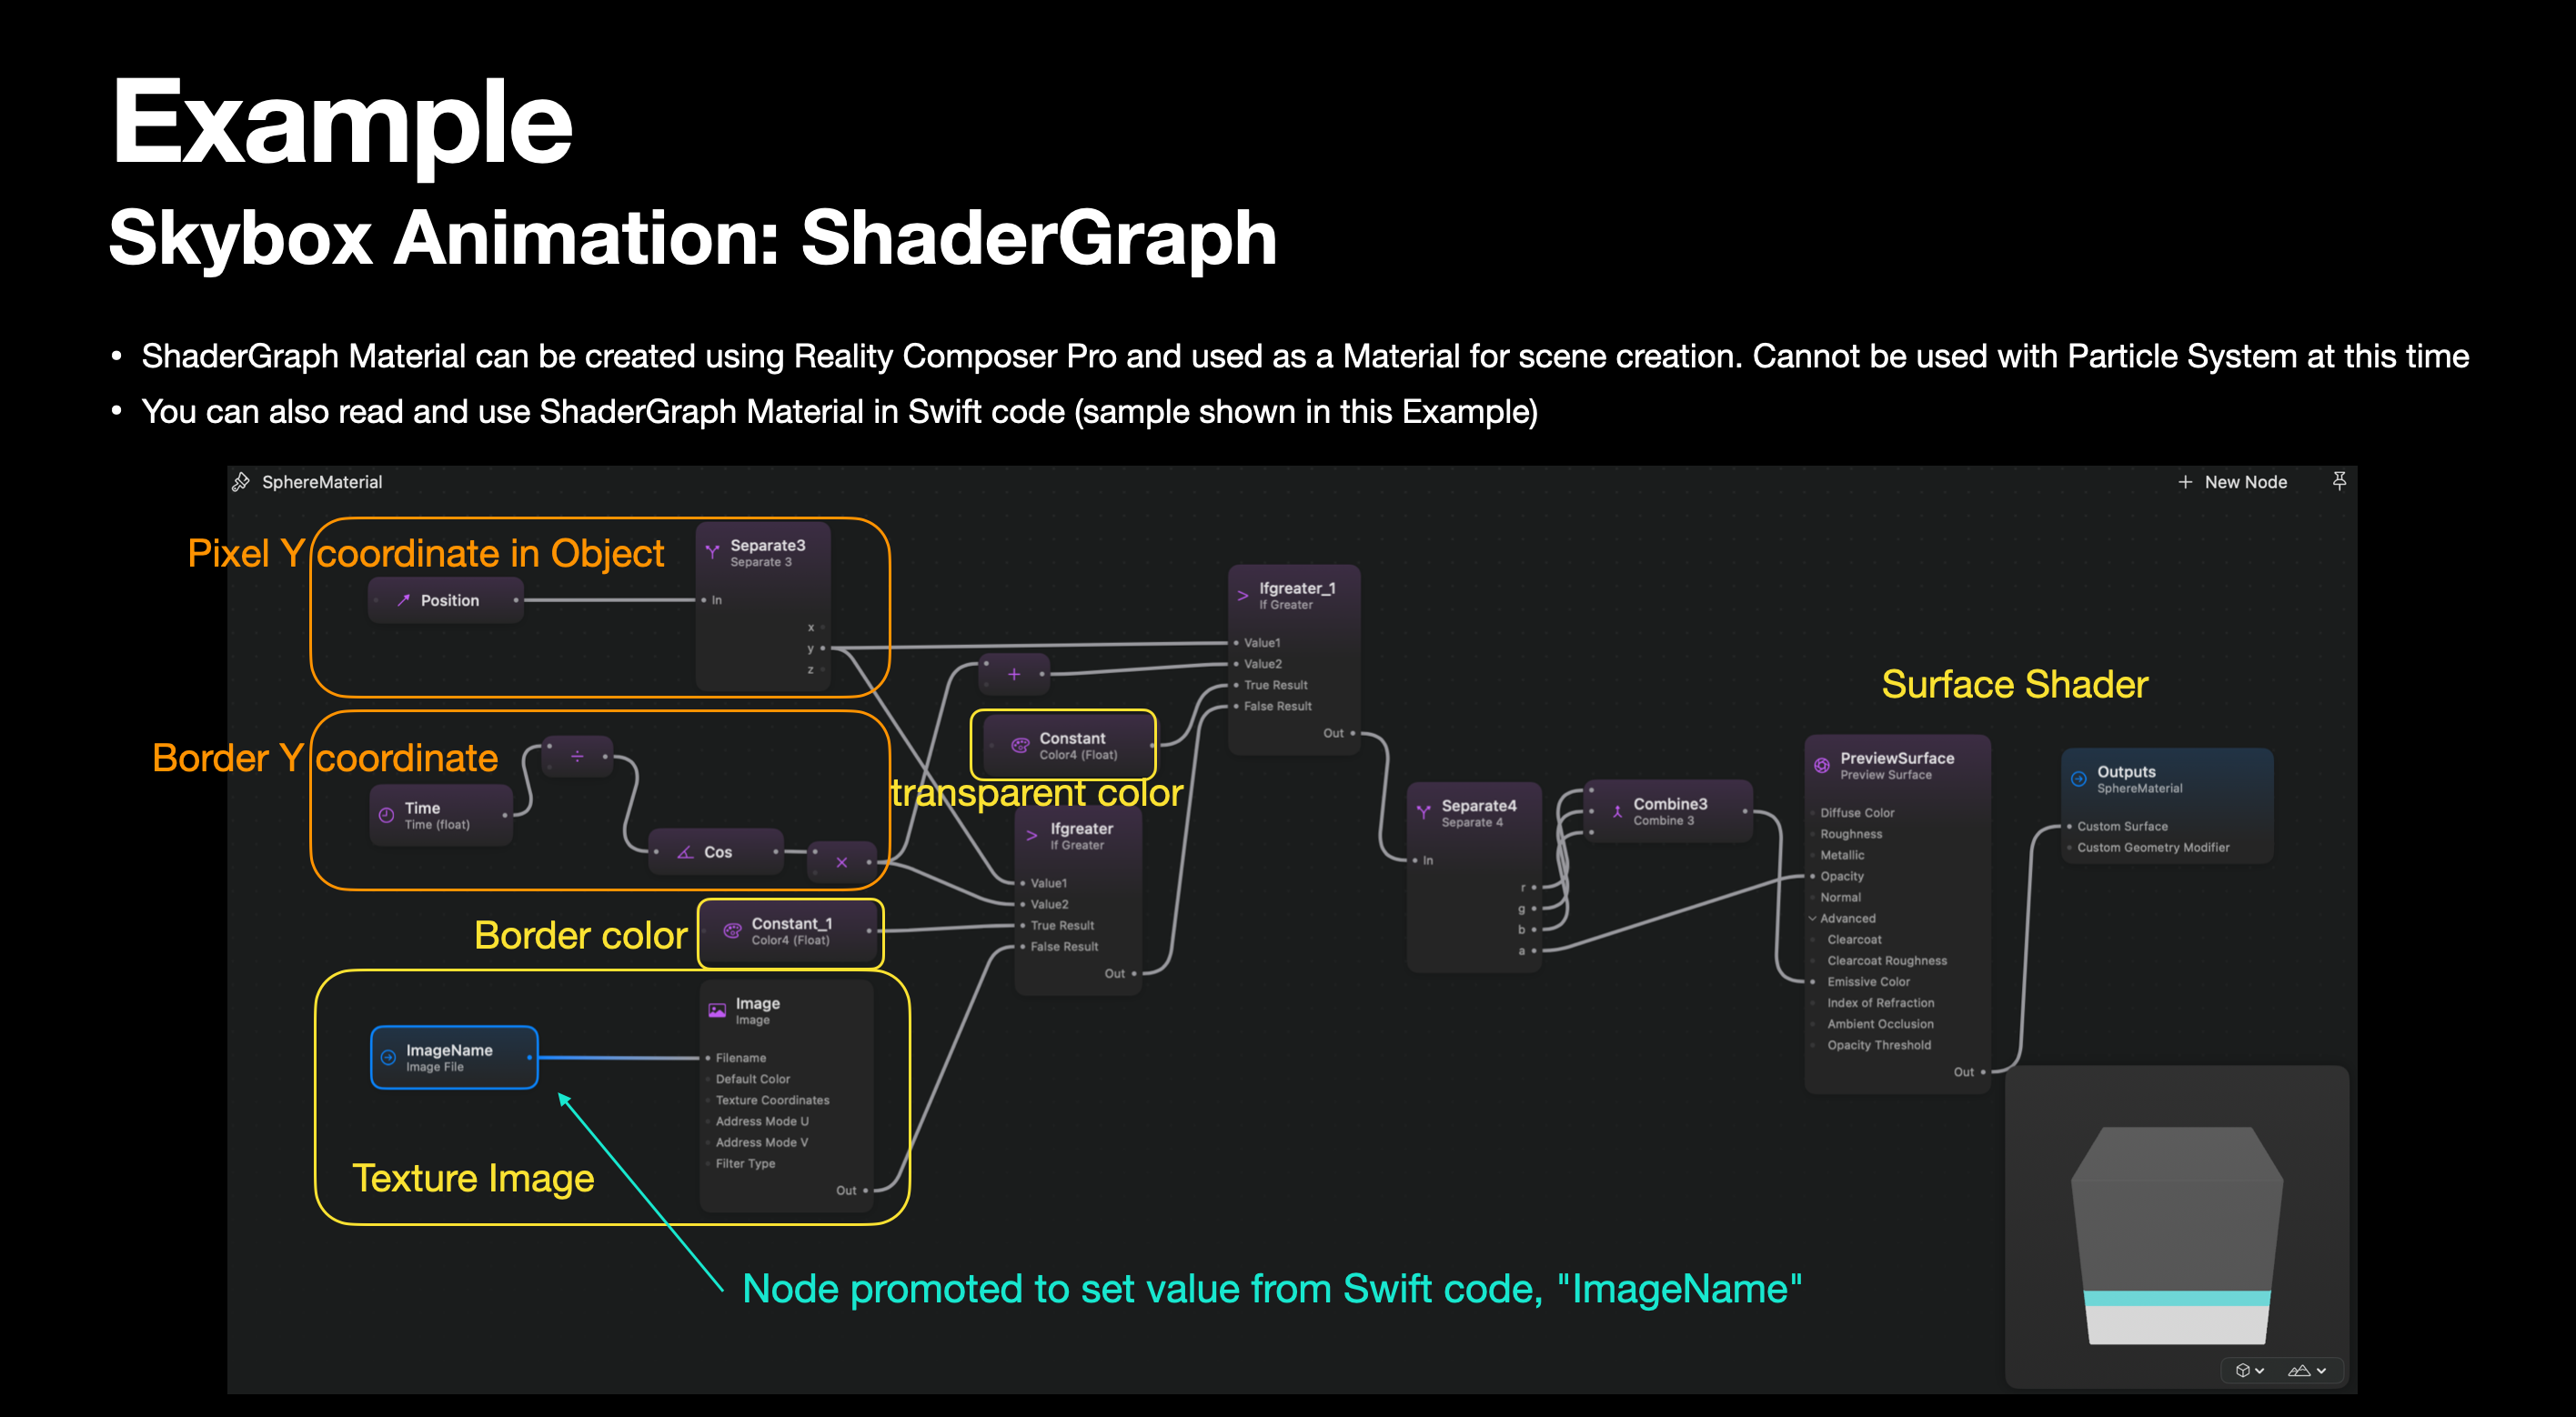 Example
Skybox Animation: ShaderGraph
• ShaderGraph Material can be created using Reality Composer Pro and used as a Material for scene creation. Cannot be used with Particle System at this time
• You can also read and use ShaderGraph Material in Swift code (sample shown in this Example)
SphereMaterial
+ New Node
Pixel Y coordinate in Object
Position
Separate3
Separate 3
In
x
y
z
Border Y coordinate
Time
Time (float)
÷
Cos
×
+
Constant
Color4 (Float)
transparent color
Border color
Constant_1
Color4 (Float)
Ifgreater
If Greater
Value1
Value2
True Result
False Result
Out
Ifgreater_1
If Greater
Value1
Value2
True Result
False Result
Out
Texture Image
ImageName
Image File
Image
Image
Filename
Default Color
Texture Coordinates
Address Mode U
Address Mode V
Filter Type
Out
Node promoted to set value from Swift code, "ImageName"
Separate4
Separate 4
In
r
g
b
a
Combine3
Combine 3
Surface Shader
PreviewSurface
Preview Surface
Diffuse Color
Roughness
Metallic
Opacity
Normal
Advanced
Clearcoat
Clearcoat Roughness
Emissive Color
Index of Refraction
Ambient Occlusion
Opacity Threshold
Out
Outputs
SphereMaterial
Custom Surface
Custom Geometry Modifier